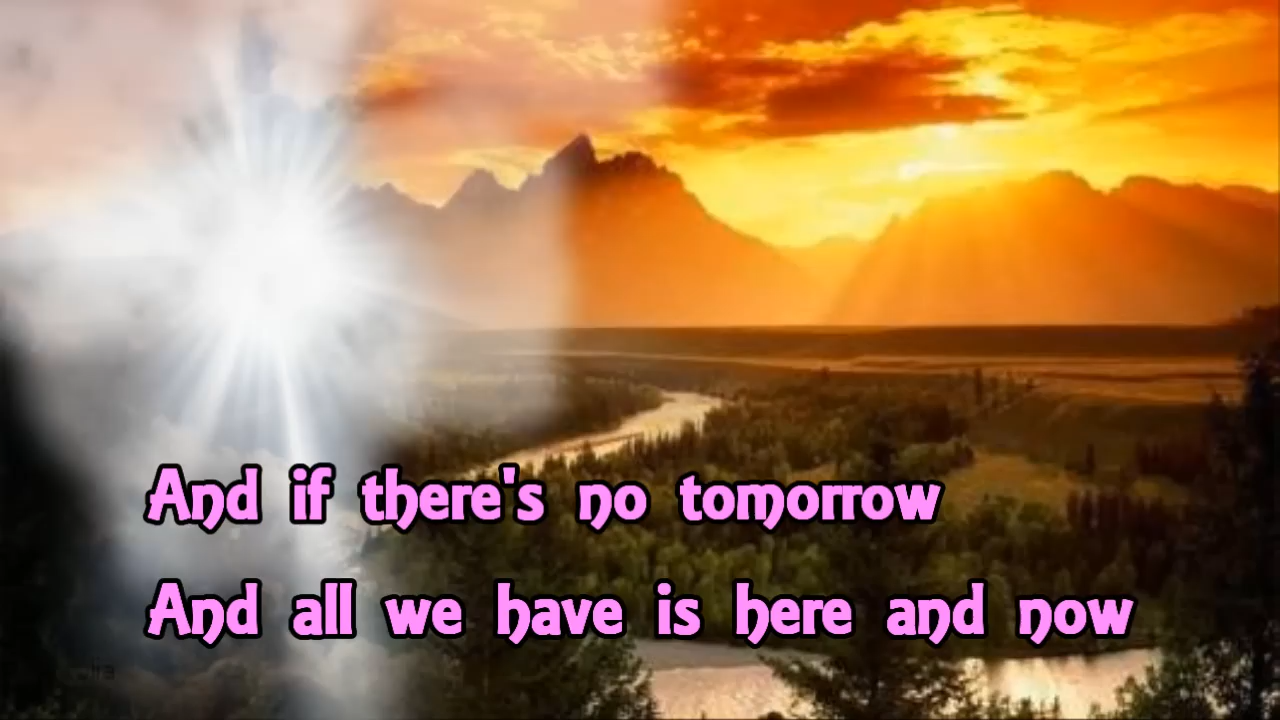 And if there's no tomorrow
And all we have is here and now